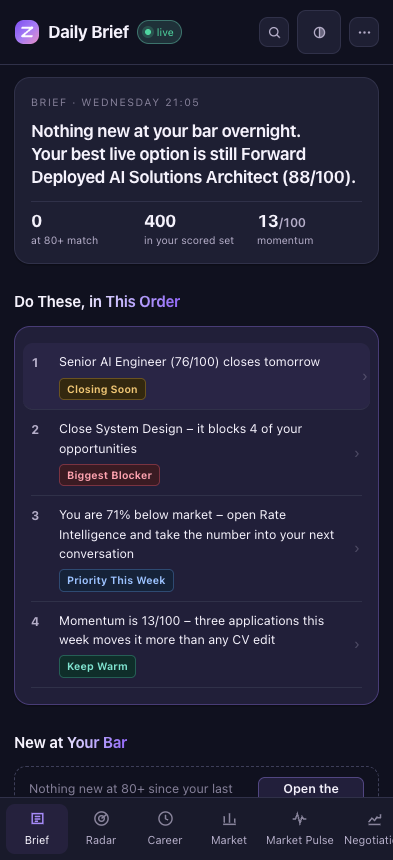 Z
Daily Brief
live
BRIEF · WEDNESDAY 21:05
Nothing new at your bar overnight.
Your best live option is still Forward
Deployed AI Solutions Architect (88/100).
0
at 80+ match
400
in your scored set
13/100
momentum
Do These, in This Order
1
Senior AI Engineer (76/100) closes tomorrow
Closing Soon
2
Close System Design – it blocks 4 of your
opportunities
Biggest Blocker
3
You are 71% below market – open Rate
Intelligence and take the number into your next
conversation
Priority This Week
4
Momentum is 13/100 – three applications this
week moves it more than any CV edit
Keep Warm
New at Your Bar
Nothing new at 80+ since your last
Open the
Brief
Radar
Career
Market
Market Pulse
Negotiati